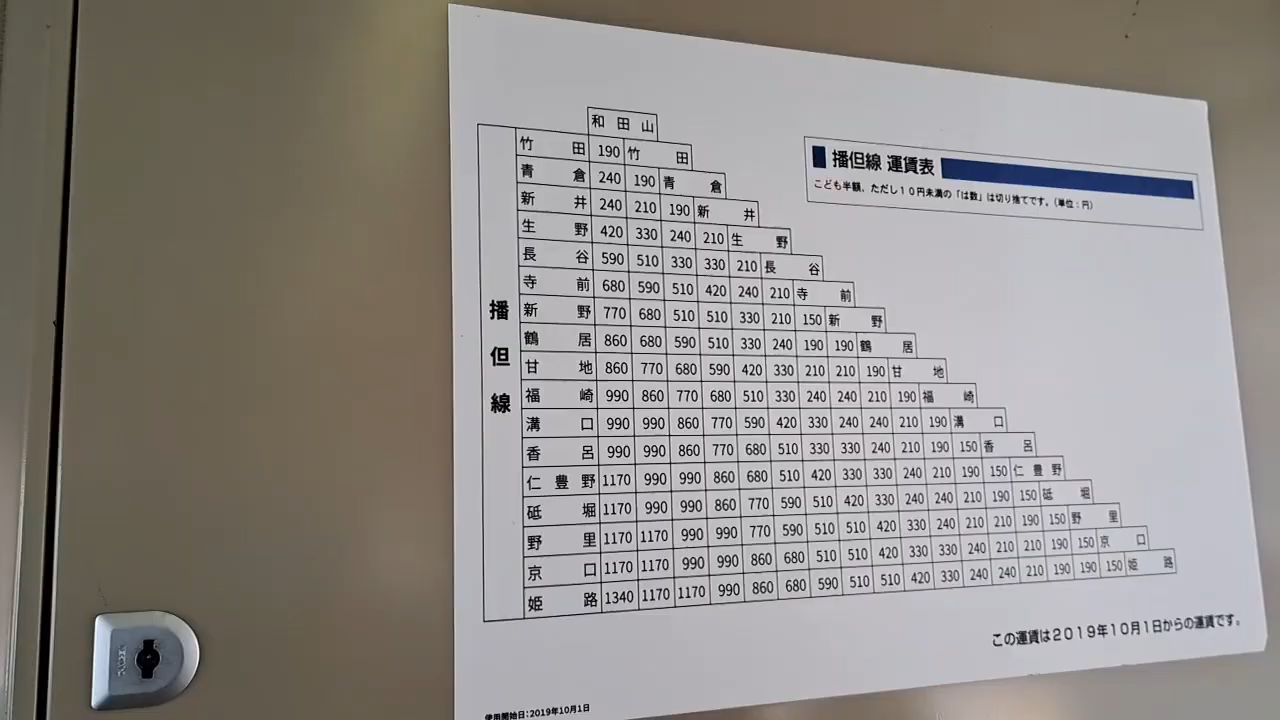 和田山
竹田 190 竹田
青倉 240 190 青倉
新井 240 210 190 新井
生野 420 330 240 210 生野
長谷 590 510 330 330 210 長谷
寺前 680 590 510 420 240 210 寺前
新野 770 680 510 510 330 210 150 新野
鶴居 860 680 590 510 330 240 190 190 鶴居
甘地 860 770 680 590 420 330 210 210 190 甘地
福崎 990 860 770 680 510 330 240 240 210 190 福崎
溝口 990 990 860 770 590 420 330 240 240 210 190 溝口
香呂 990 990 860 770 680 510 330 330 240 210 190 150 香呂
仁豊野 1170 990 990 860 680 510 420 330 330 240 210 190 150 仁豊野
砥堀 1170 990 990 860 770 590 510 420 330 240 240 210 190 150 砥堀
野里 1170 1170 990 990 770 590 510 510 420 330 240 210 210 190 150 野里
京口 1170 1170 990 990 860 680 510 510 420 330 330 240 210 210 190 150 京口
姫路 1340 1170 1170 990 860 680 590 510 510 420 330 240 240 210 190 190 150 姫路
播但線
播但線 運賃表
こども半額、ただし10円未満の「は数」は切り捨てです。(単位:円)
この運賃は2019年10月1日からの運賃です。
使用開始日:2019年10月1日